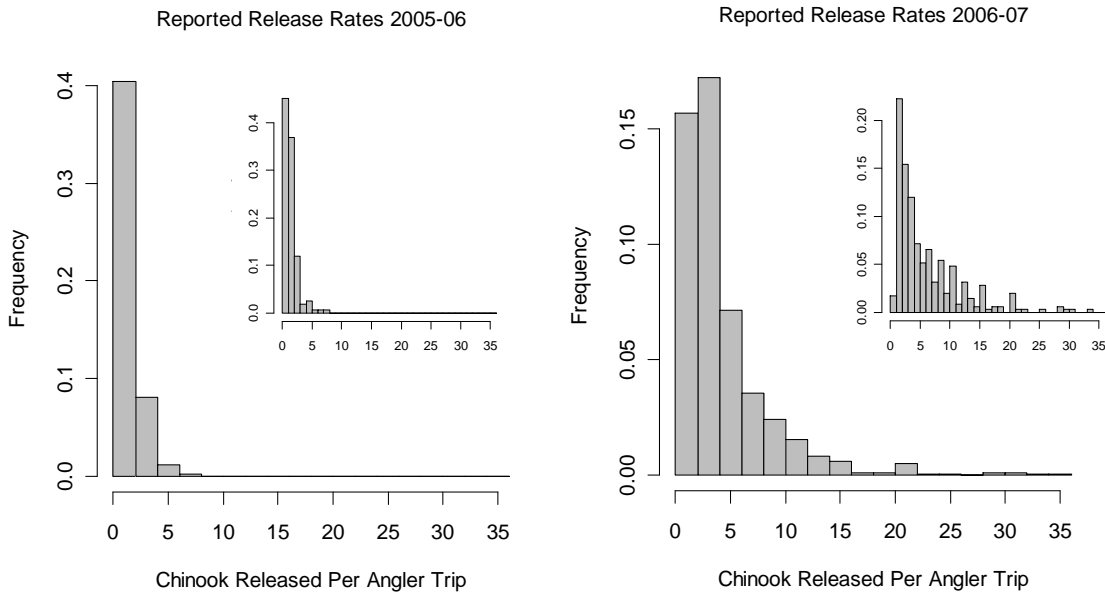 Reported Release Rates 2005-06
0.4
0.3
0.2
0.1
0.0
Frequency
0 5 10 15 20 25 30 35
Chinook Released Per Angler Trip
0.4
0.3
0.2
0.1
0.0
0 5 10 15 20 25 30 35
Reported Release Rates 2006-07
0.15
0.10
0.05
0.00
Frequency
0 5 10 15 20 25 30 35
Chinook Released Per Angler Trip
0.20
0.15
0.10
0.05
0.00
0 5 10 15 20 25 30 35